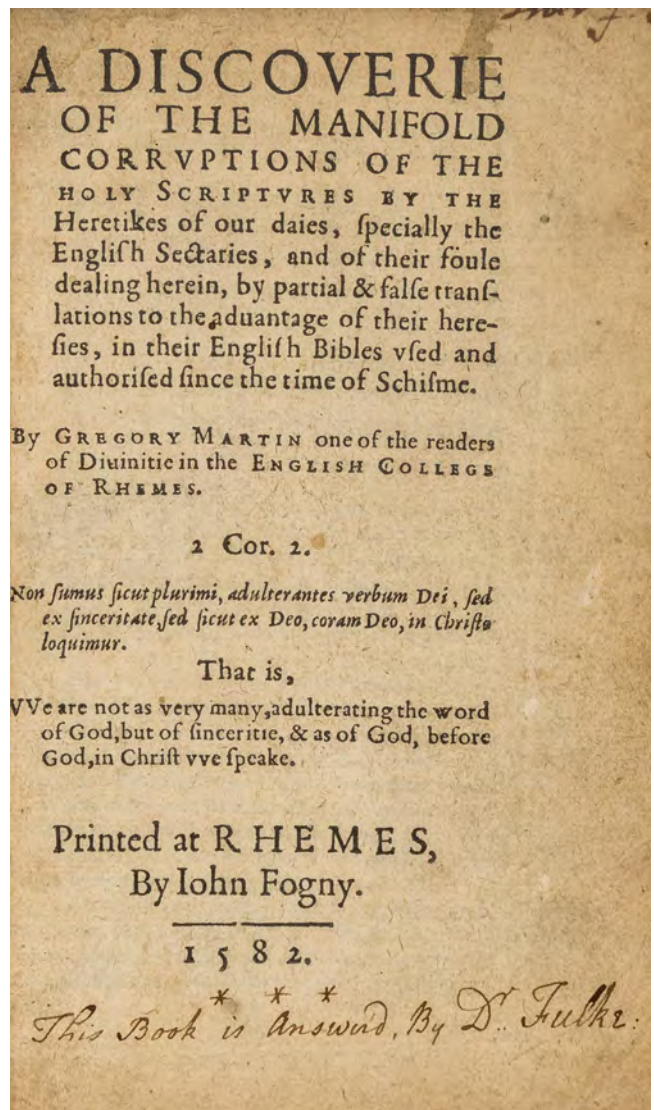 A DISCOVERIE
OF THE MANIFOLD
CORRVPTIONS OF THE
HOLY SCRIPTVRES BY THE
Heretikes of our daies, ſpecially the
Engliſh Sectaries, and of their foule
dealing herein, by partial & falſe tranſ-
lations to the aduantage of their here-
ſies, in their Engliſh Bibles vſed and
authoriſed ſince the time of Schiſme.
By GREGORY MARTIN one of the readers
of Diuinitie in the ENGLISH COLLEGE
OF RHEMES.
2 Cor. 2.
Non ſumus ſicut plurimi, adulterantes verbum Dei, ſed
ex ſinceritate, ſed ſicut ex Deo, coram Deo, in Chriſto
loquimur.
That is,
VVe are not as very many, adulterating the word
of God, but of ſinceritie, & as of God, before
God, in Chriſt vve ſpeake.
Printed at RHEMES,
By Iohn Fogny.
1582.
* * *
This Book is Answerd, By Dr. Fulke: